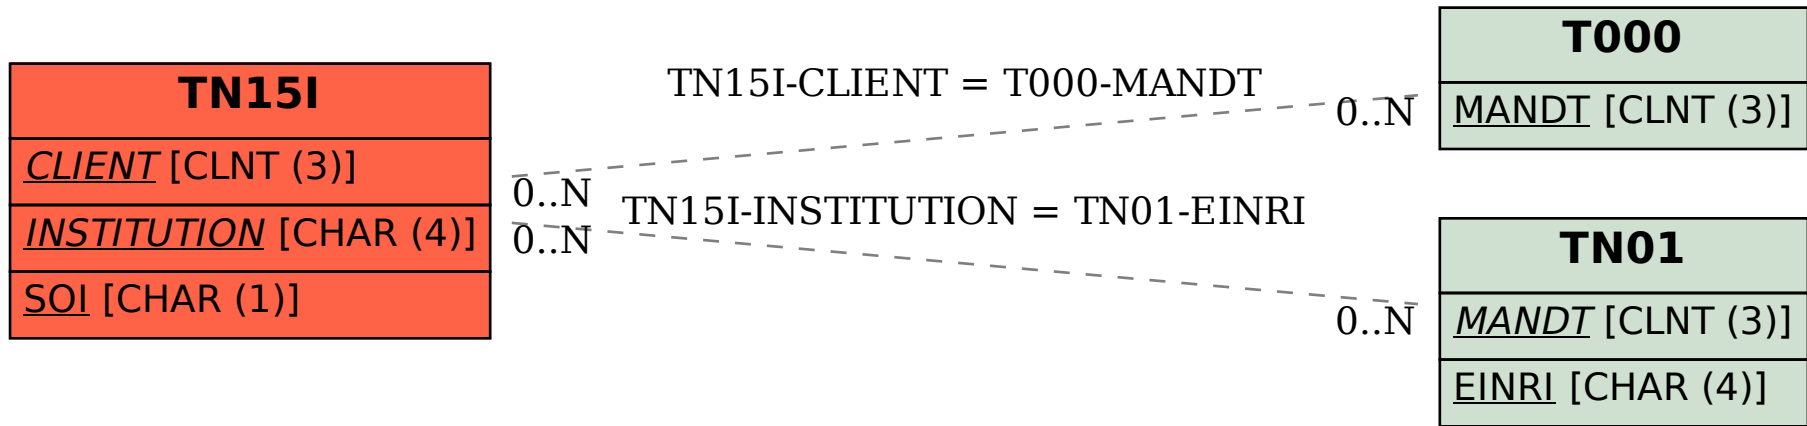 TN15I
CLIENT [CLNT (3)]
INSTITUTION [CHAR (4)]
SOI [CHAR (1)]
TN15I-CLIENT = T000-MANDT
0..N
0..N
TN15I-INSTITUTION = TN01-EINRI
0..N
0..N
T000
MANDT [CLNT (3)]
TN01
MANDT [CLNT (3)]
EINRI [CHAR (4)]